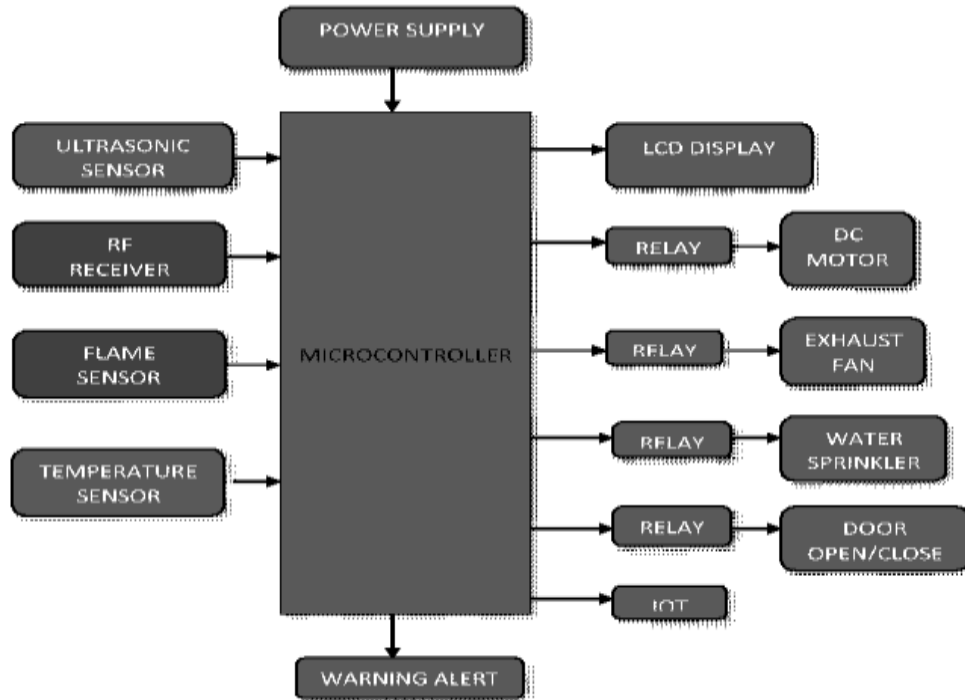 POWER SUPPLY
ULTRASONIC
SENSOR
RF
RECEIVER
FLAME
SENSOR
TEMPERATURE
SENSOR
MICROCONTROLLER
LCD DISPLAY
RELAY
DC
MOTOR
RELAY
EXHAUST
FAN
RELAY
WATER
SPRINKLER
RELAY
DOOR
OPEN/CLOSE
IOT
WARNING ALERT